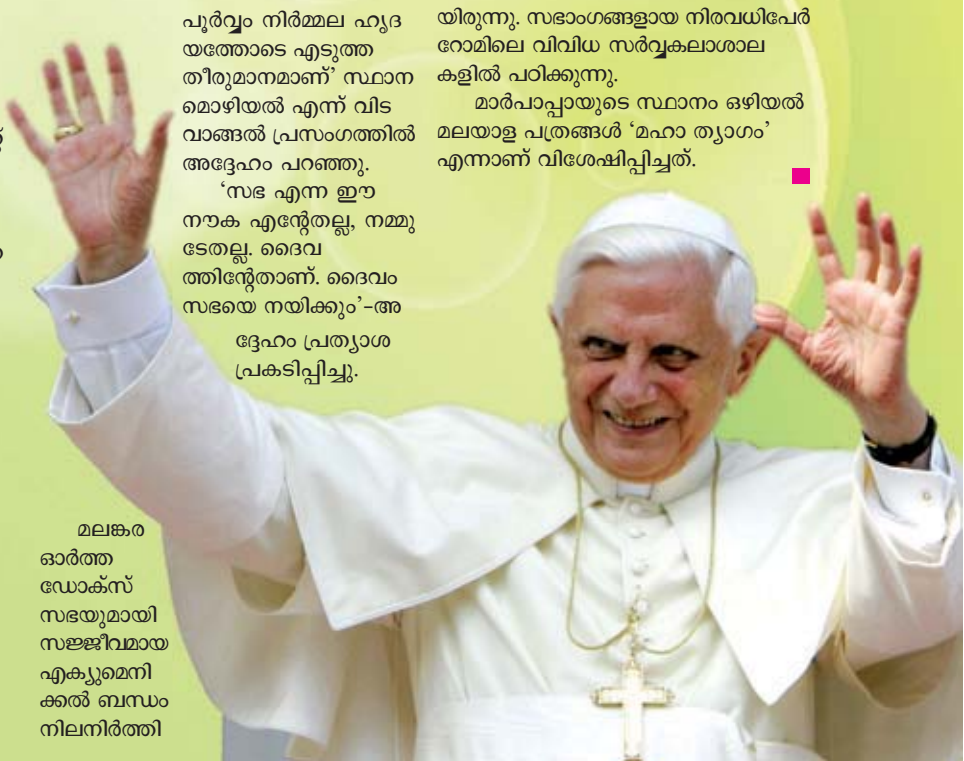 പൂർവ്വം നിർമ്മല ഹൃദ
യത്തോടെ എടുത്ത
തീരുമാനമാണ്’ സ്ഥാന
മൊഴിയൽ എന്ന് വിട
വാങ്ങൽ പ്രസംഗത്തിൽ
അദ്ദേഹം പറഞ്ഞു.
‘സഭ എന്ന ഈ
നൗക എന്റേതല്ല, നമ്മു
ടേതല്ല. ദൈവ
ത്തിന്റേതാണ്. ദൈവം
സഭയെ നയിക്കും’-അ
ദ്ദേഹം പ്രത്യാശ
പ്രകടിപ്പിച്ചു.
മലങ്കര
ഓർത്ത
ഡോക്സ്
സഭയുമായി
സജ്ജീവമായ
എക്യുമെനി
ക്കൽ ബന്ധം
നിലനിർത്തി
യിരുന്നു. സഭാംഗങ്ങളായ നിരവധിപേർ
റോമിലെ വിവിധ സർവ്വകലാശാല
കളിൽ പഠിക്കുന്നു.
മാർപാപ്പായുടെ സ്ഥാനം ഒഴിയൽ
മലയാള പത്രങ്ങൾ ‘മഹാ ത്യാഗം’
എന്നാണ് വിശേഷിപ്പിച്ചത്.